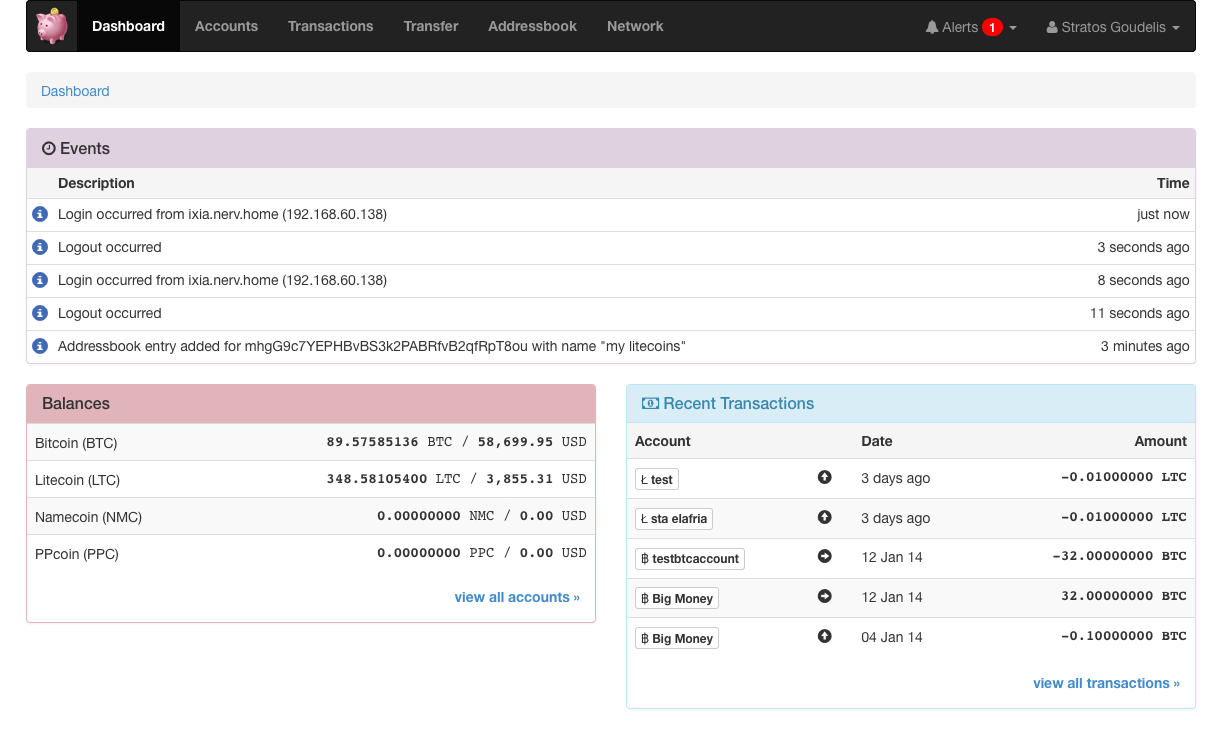 Dashboard Accounts Transactions Transfer Addressbook Network Alerts 1 Stratos Goudelis
Dashboard
Events
Description Time
Login occurred from ixia.nerv.home (192.168.60.138) just now
Logout occurred 3 seconds ago
Login occurred from ixia.nerv.home (192.168.60.138) 8 seconds ago
Logout occurred 11 seconds ago
Addressbook entry added for mhgG9c7YEPHBvBS3k2PABRfvB2qfRpT8ou with name "my litecoins" 3 minutes ago
Balances
Bitcoin (BTC) 89.57585136 BTC / 58,699.95 USD
Litecoin (LTC) 348.58105400 LTC / 3,855.31 USD
Namecoin (NMC) 0.00000000 NMC / 0.00 USD
PPcoin (PPC) 0.00000000 PPC / 0.00 USD
view all accounts »
Recent Transactions
Account Date Amount
Ł test 3 days ago -0.01000000 LTC
Ł sta elafria 3 days ago -0.01000000 LTC
฿ testbtcaccount 12 Jan 14 -32.00000000 BTC
฿ Big Money 12 Jan 14 32.00000000 BTC
฿ Big Money 04 Jan 14 -0.10000000 BTC
view all transactions »